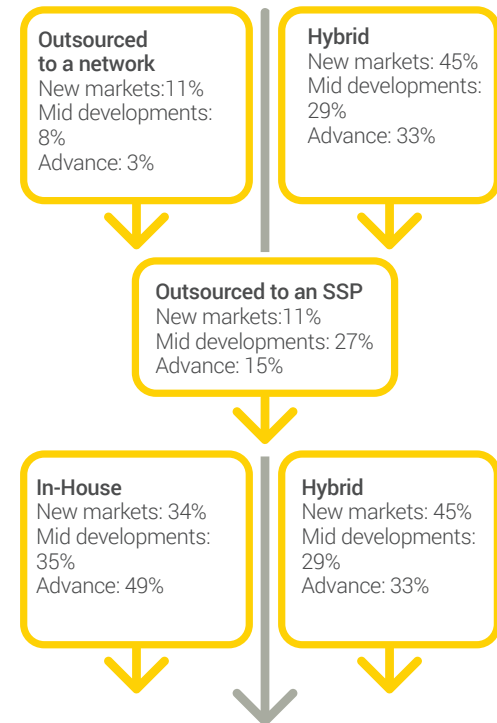 Outsourced
to a network
New markets:11%
Mid developments:
8%
Advance: 3%
Hybrid
New markets: 45%
Mid developments:
29%
Advance: 33%
Outsourced to an SSP
New markets:11%
Mid developments: 27%
Advance: 15%
In-House
New markets: 34%
Mid developments:
35%
Advance: 49%
Hybrid
New markets: 45%
Mid developments:
29%
Advance: 33%